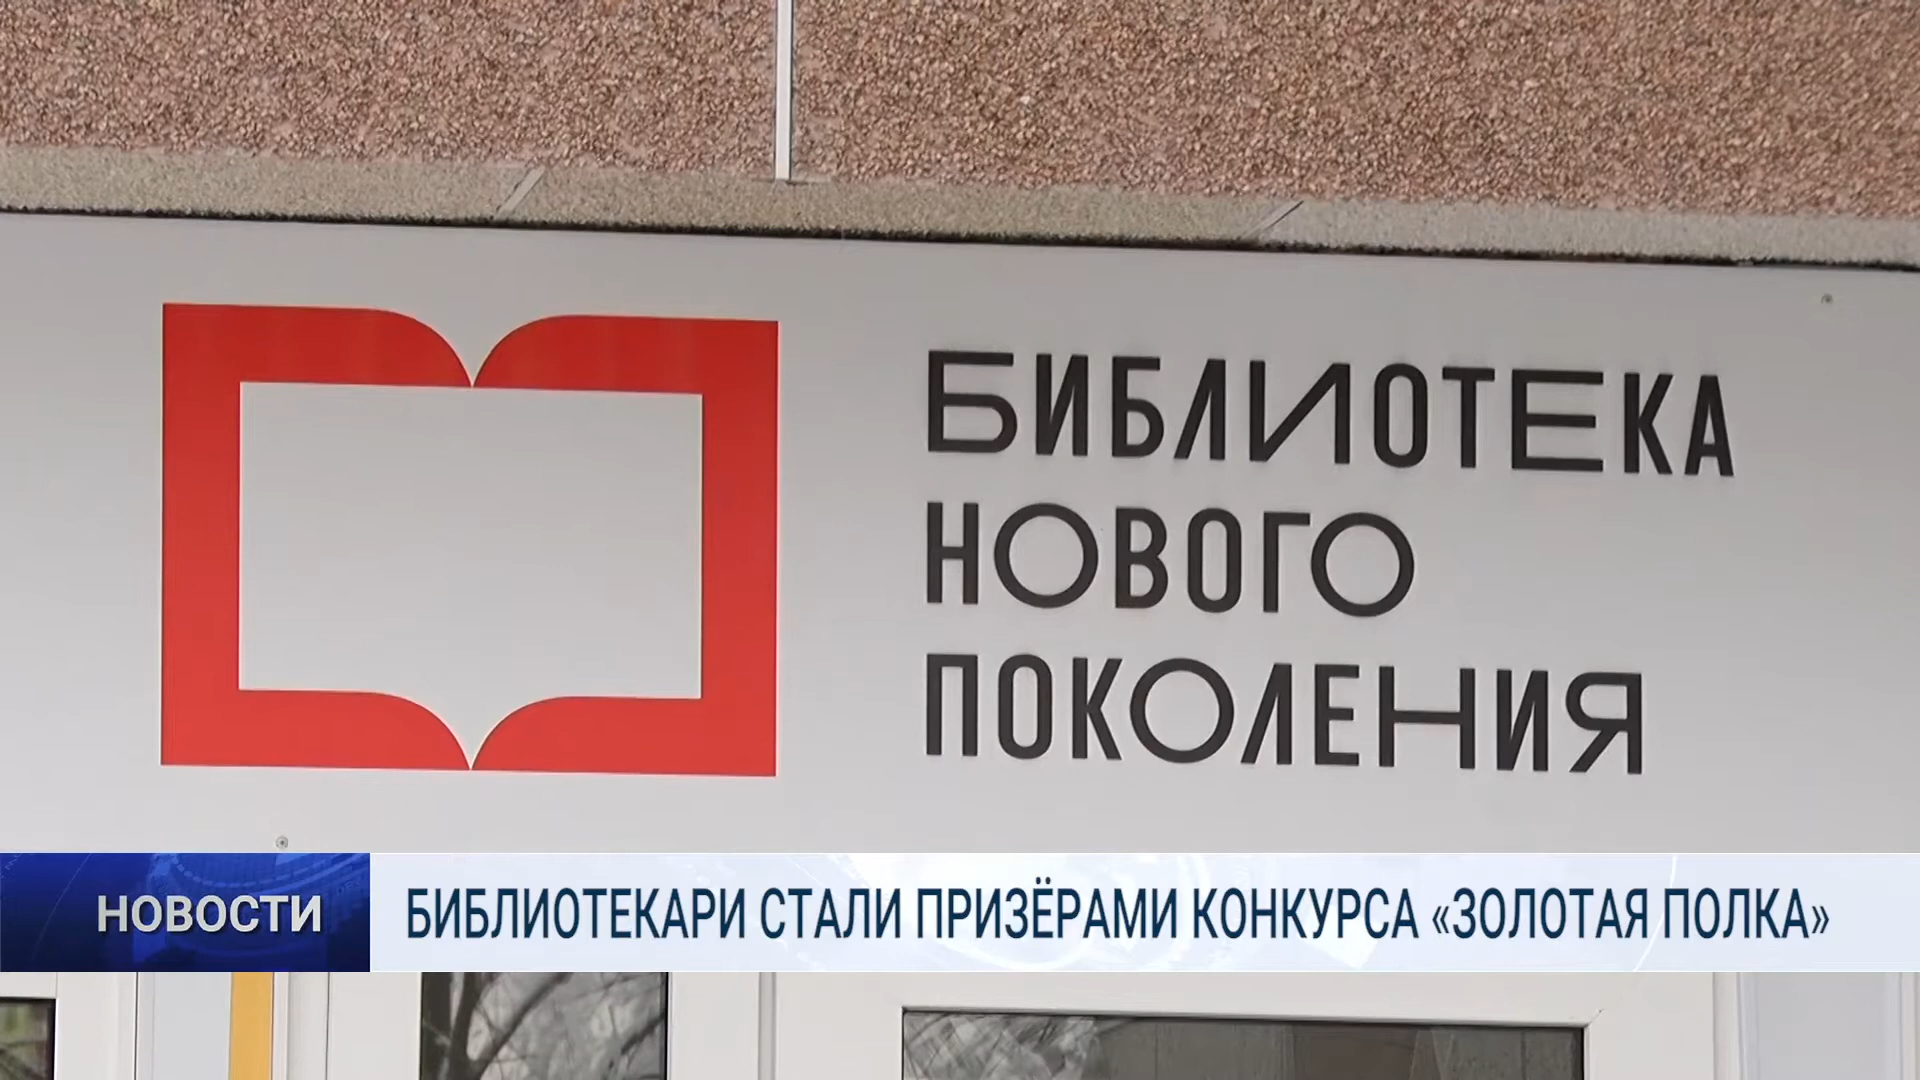 БИБЛИОТЕКА
НОВОГО
ПОКОЛЕНИЯ
НОВОСТИ
БИБЛИОТЕКАРИ СТАЛИ ПРИЗЁРАМИ КОНКУРСА «ЗОЛОТАЯ ПОЛКА»